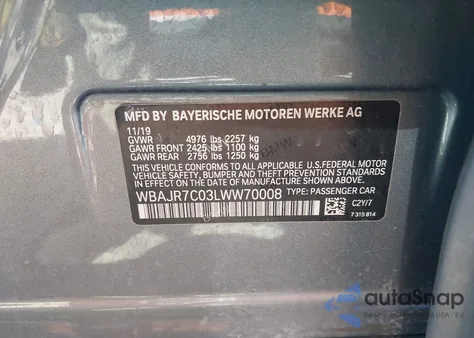 MFD BY BAYERISCHE MOTOREN WERKE AG
11/19
GVWR 4976 lbs 2257 kg
GAWR FRONT 2425 lbs 1100 kg
GAWR REAR 2756 lbs 1250 kg
THIS VEHICLE CONFORMS TO ALL APPLICABLE U.S.FEDERAL MOTOR
VEHICLE SAFETY, BUMPER, AND THEFT PREVENTION STANDARDS IN
EFFECT ON THE DATE OF MANUFACTURE SHOWN ABOVE.
WBAJR7C03LWW70008 TYPE: PASSENGER CAR
C2Y/7
7 315 814
autoSnap